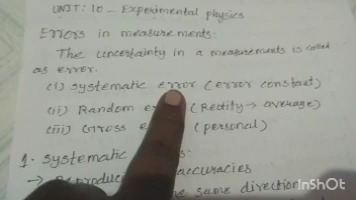 UNIT: 10 - Experimental physics
Errors in measurements:
The uncertainty in a measurements is called
as error.
(i) Systematic error (error constant)
(ii) Random (Rectify → average)
(iii) Gross (personal)
1. Systematic
→ accuracies
same direction
InShot